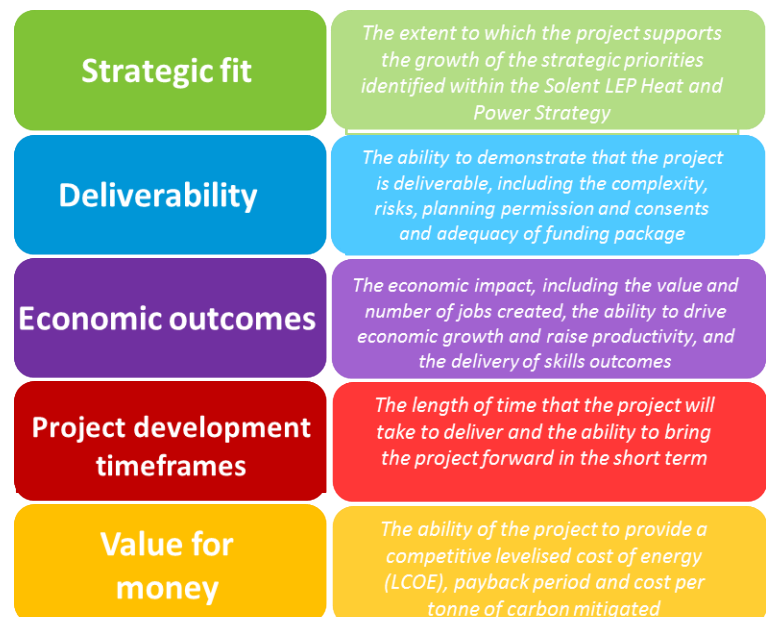 Strategic fit
The extent to which the project supports
the growth of the strategic priorities
identified within the Solent LEP Heat and
Power Strategy
Deliverability
The ability to demonstrate that the project
is deliverable, including the complexity,
risks, planning permission and consents
and adequacy of funding package
Economic outcomes
The economic impact, including the value and
number of jobs created, the ability to drive
economic growth and raise productivity, and
the delivery of skills outcomes
Project development
timeframes
The length of time that the project will
take to deliver and the ability to bring
the project forward in the short term
Value for
money
The ability of the project to provide a
competitive levelised cost of energy
(LCOE), payback period and cost per
tonne of carbon mitigated